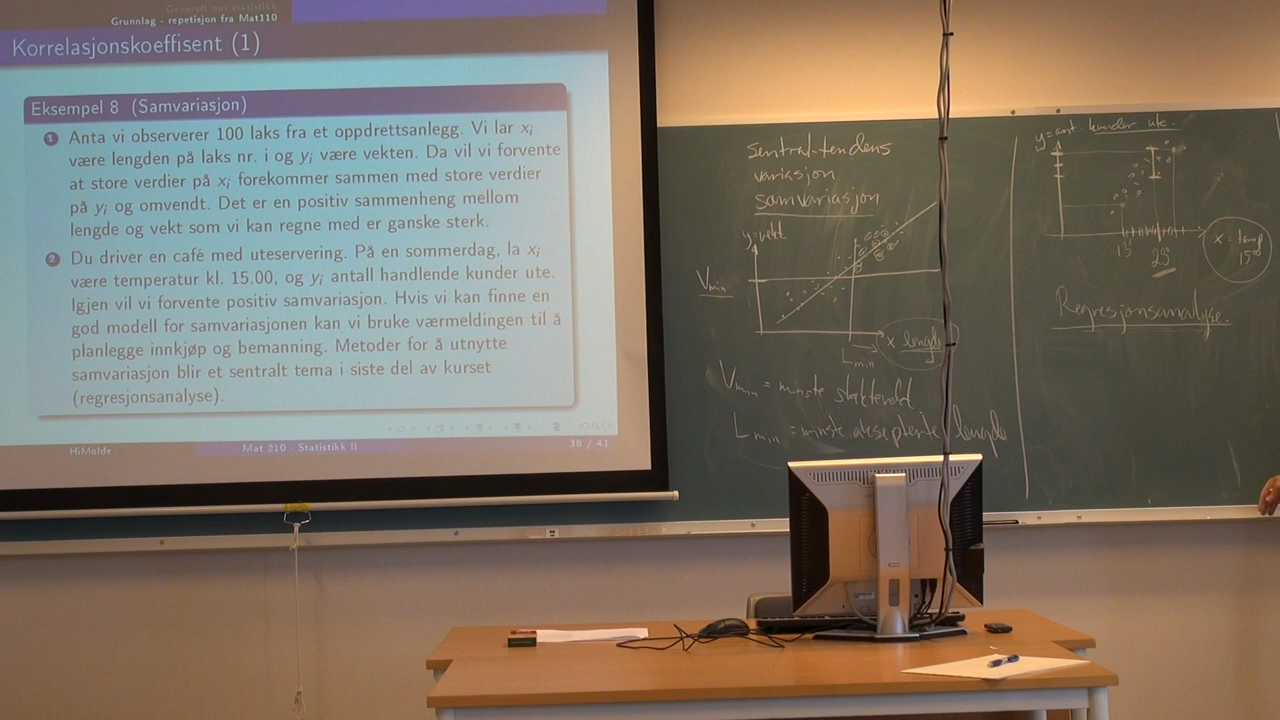 Generelt om statistikk
Grunnlag - repetisjon fra Mat110
Korrelasjonskoeffisent (1)
Eksempel 8 (Samvariasjon)
1 Anta vi observerer 100 laks fra et oppdrettsanlegg. Vi lar xᵢ
være lengden på laks nr. i og yᵢ være vekten. Da vil vi forvente
at store verdier på xᵢ forekommer sammen med store verdier
på yᵢ og omvendt. Det er en positiv sammenheng mellom
lengde og vekt som vi kan regne med er ganske sterk.
2 Du driver en café med uteservering. På en sommerdag, la xᵢ
være temperatur kl. 15.00, og yᵢ antall handlende kunder ute.
Igjen vil vi forvente positiv samvariasjon. Hvis vi kan finne en
god modell for samvariasjonen kan vi bruke værmeldingen til å
planlegge innkjøp og bemanning. Metoder for å utnytte
samvariasjon blir et sentralt tema i siste del av kurset
(regresjonsanalyse).
HiMolde Mat 210 - Statistikk II 38 / 41
sentral-tendens
variasjon
samvariasjon
y=vekt
Vmin
x lengde
Lmin
Vmin = minste slaktevekt
Lmin = minste aksepterte lengde
y = ant. kunder ute.
15° 25°
x = temp
15⁰⁰
Regresjonsanalyse.